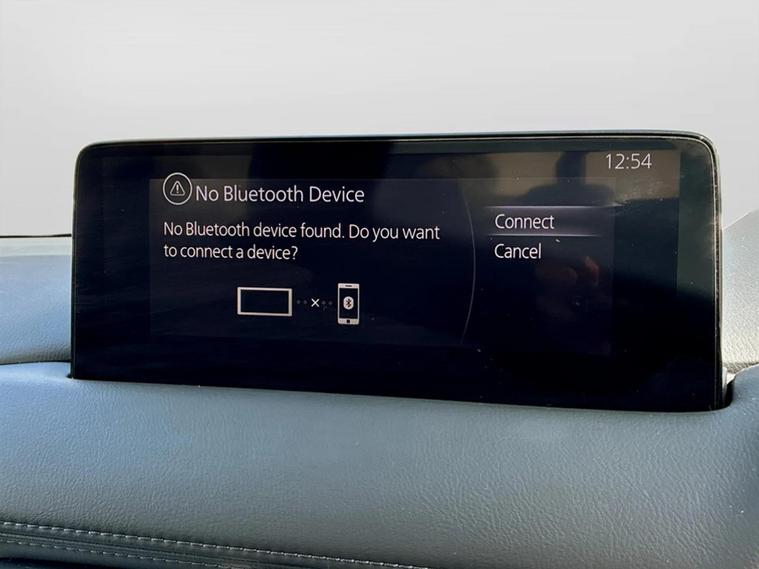 12:54
No Bluetooth Device
No Bluetooth device found. Do you want
to connect a device?
Connect
Cancel